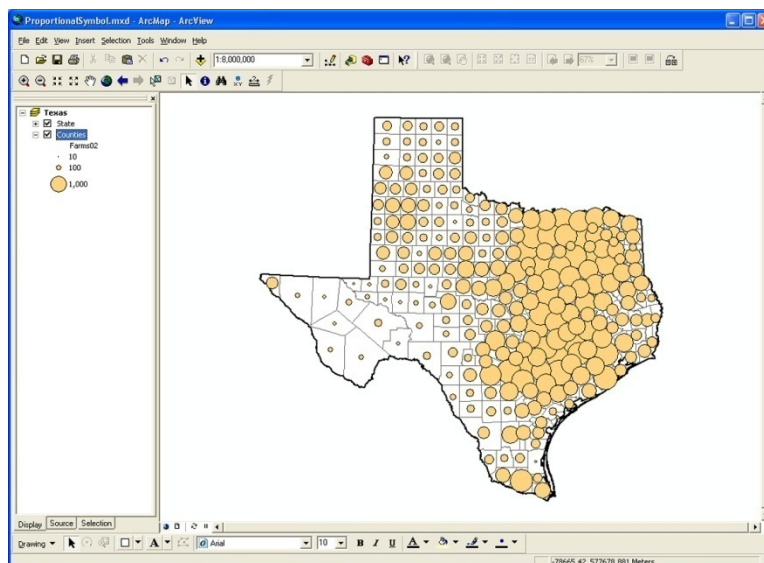 ProportionalSymbol.mxd - ArcMap - ArcView
File Edit View Insert Selection Tools Window Help
1:8,000,000
67%
Texas
State
Counties
Farms02
10
100
1,000
Display Source Selection
Drawing Arial 10 B I U A
-78665.42 577678.881 Meters